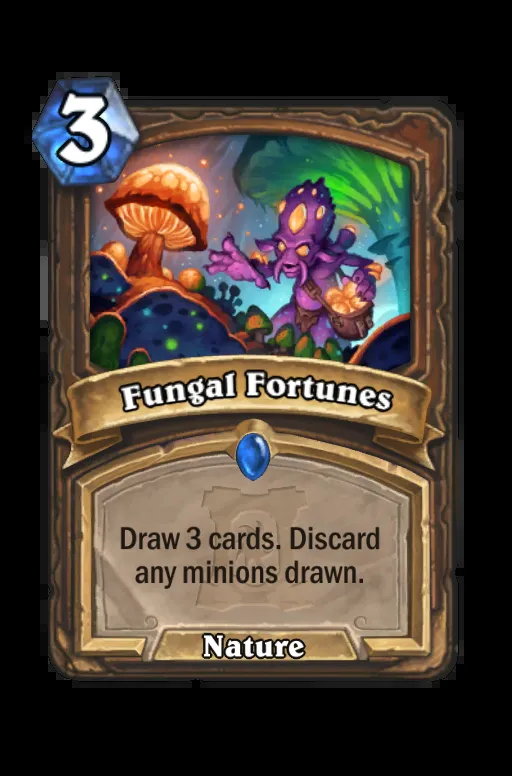 3
Fungal Fortunes
Draw 3 cards. Discard
any minions drawn.
Nature